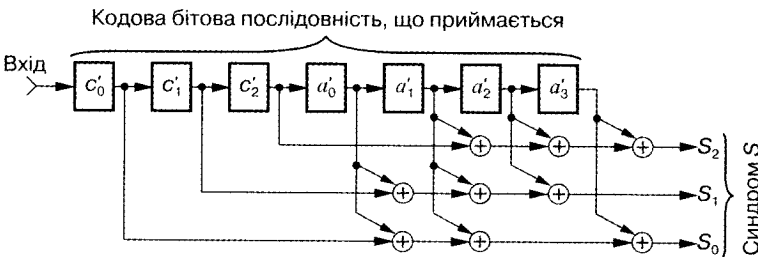 Кодова бітова послідовність, що приймається
Вхід
c′₀ c′₁ c′₂ a′₀ a′₁ a′₂ a′₃
S₂
S₁
S₀
Синдром S